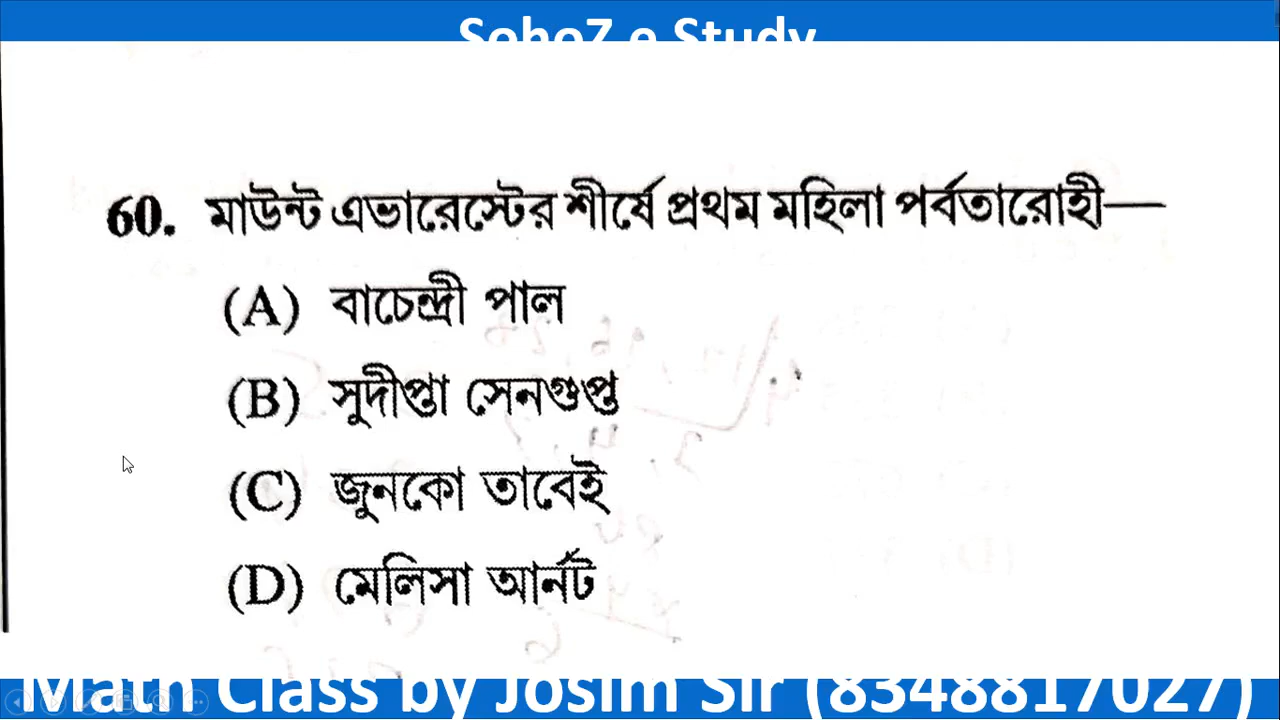 SohoZ e Study
60. মাউন্ট এভারেস্টের শীর্ষে প্রথম মহিলা পর্বতারোহী—
(A) বাচেন্দ্রী পাল
(B) সুদীপ্তা সেনগুপ্ত
(C) জুনকো তাবেই
(D) মেলিসা আর্নট
Math Class by Josim Sir (8348817027)